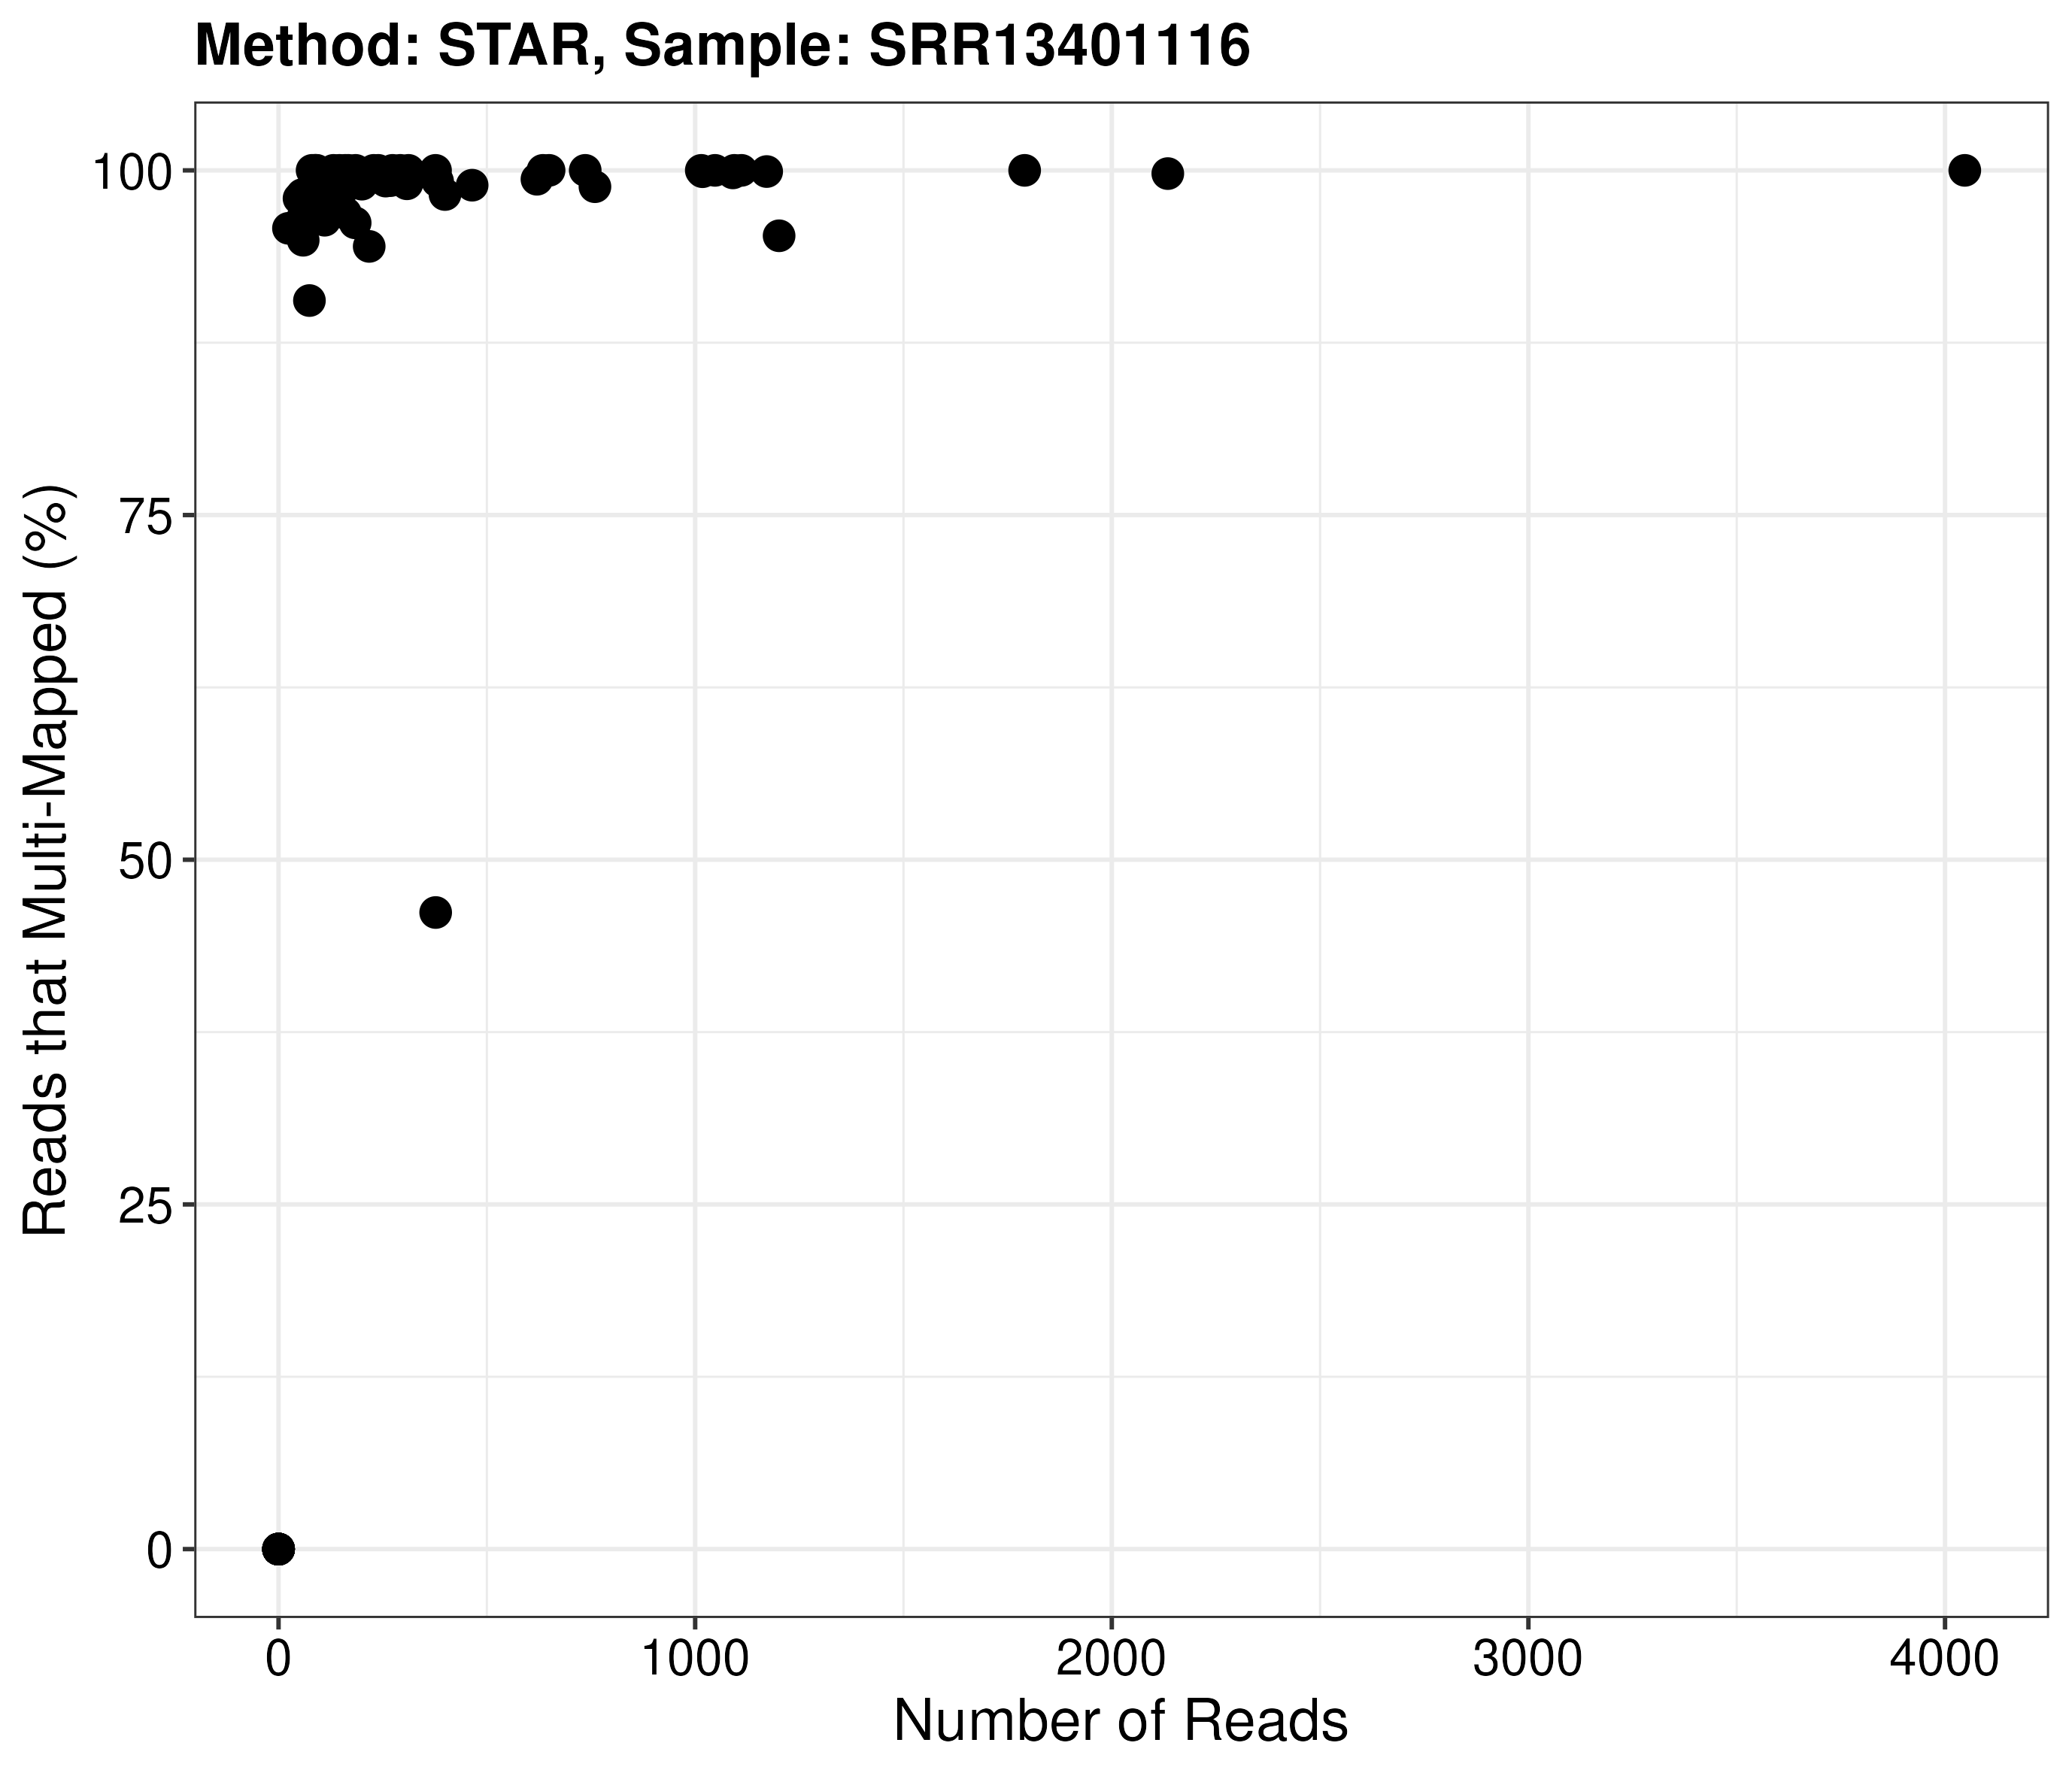 Method: STAR, Sample: SRR13401116
Reads that Multi-Mapped (%)
100
75
50
25
0
0 1000 2000 3000 4000
Number of Reads